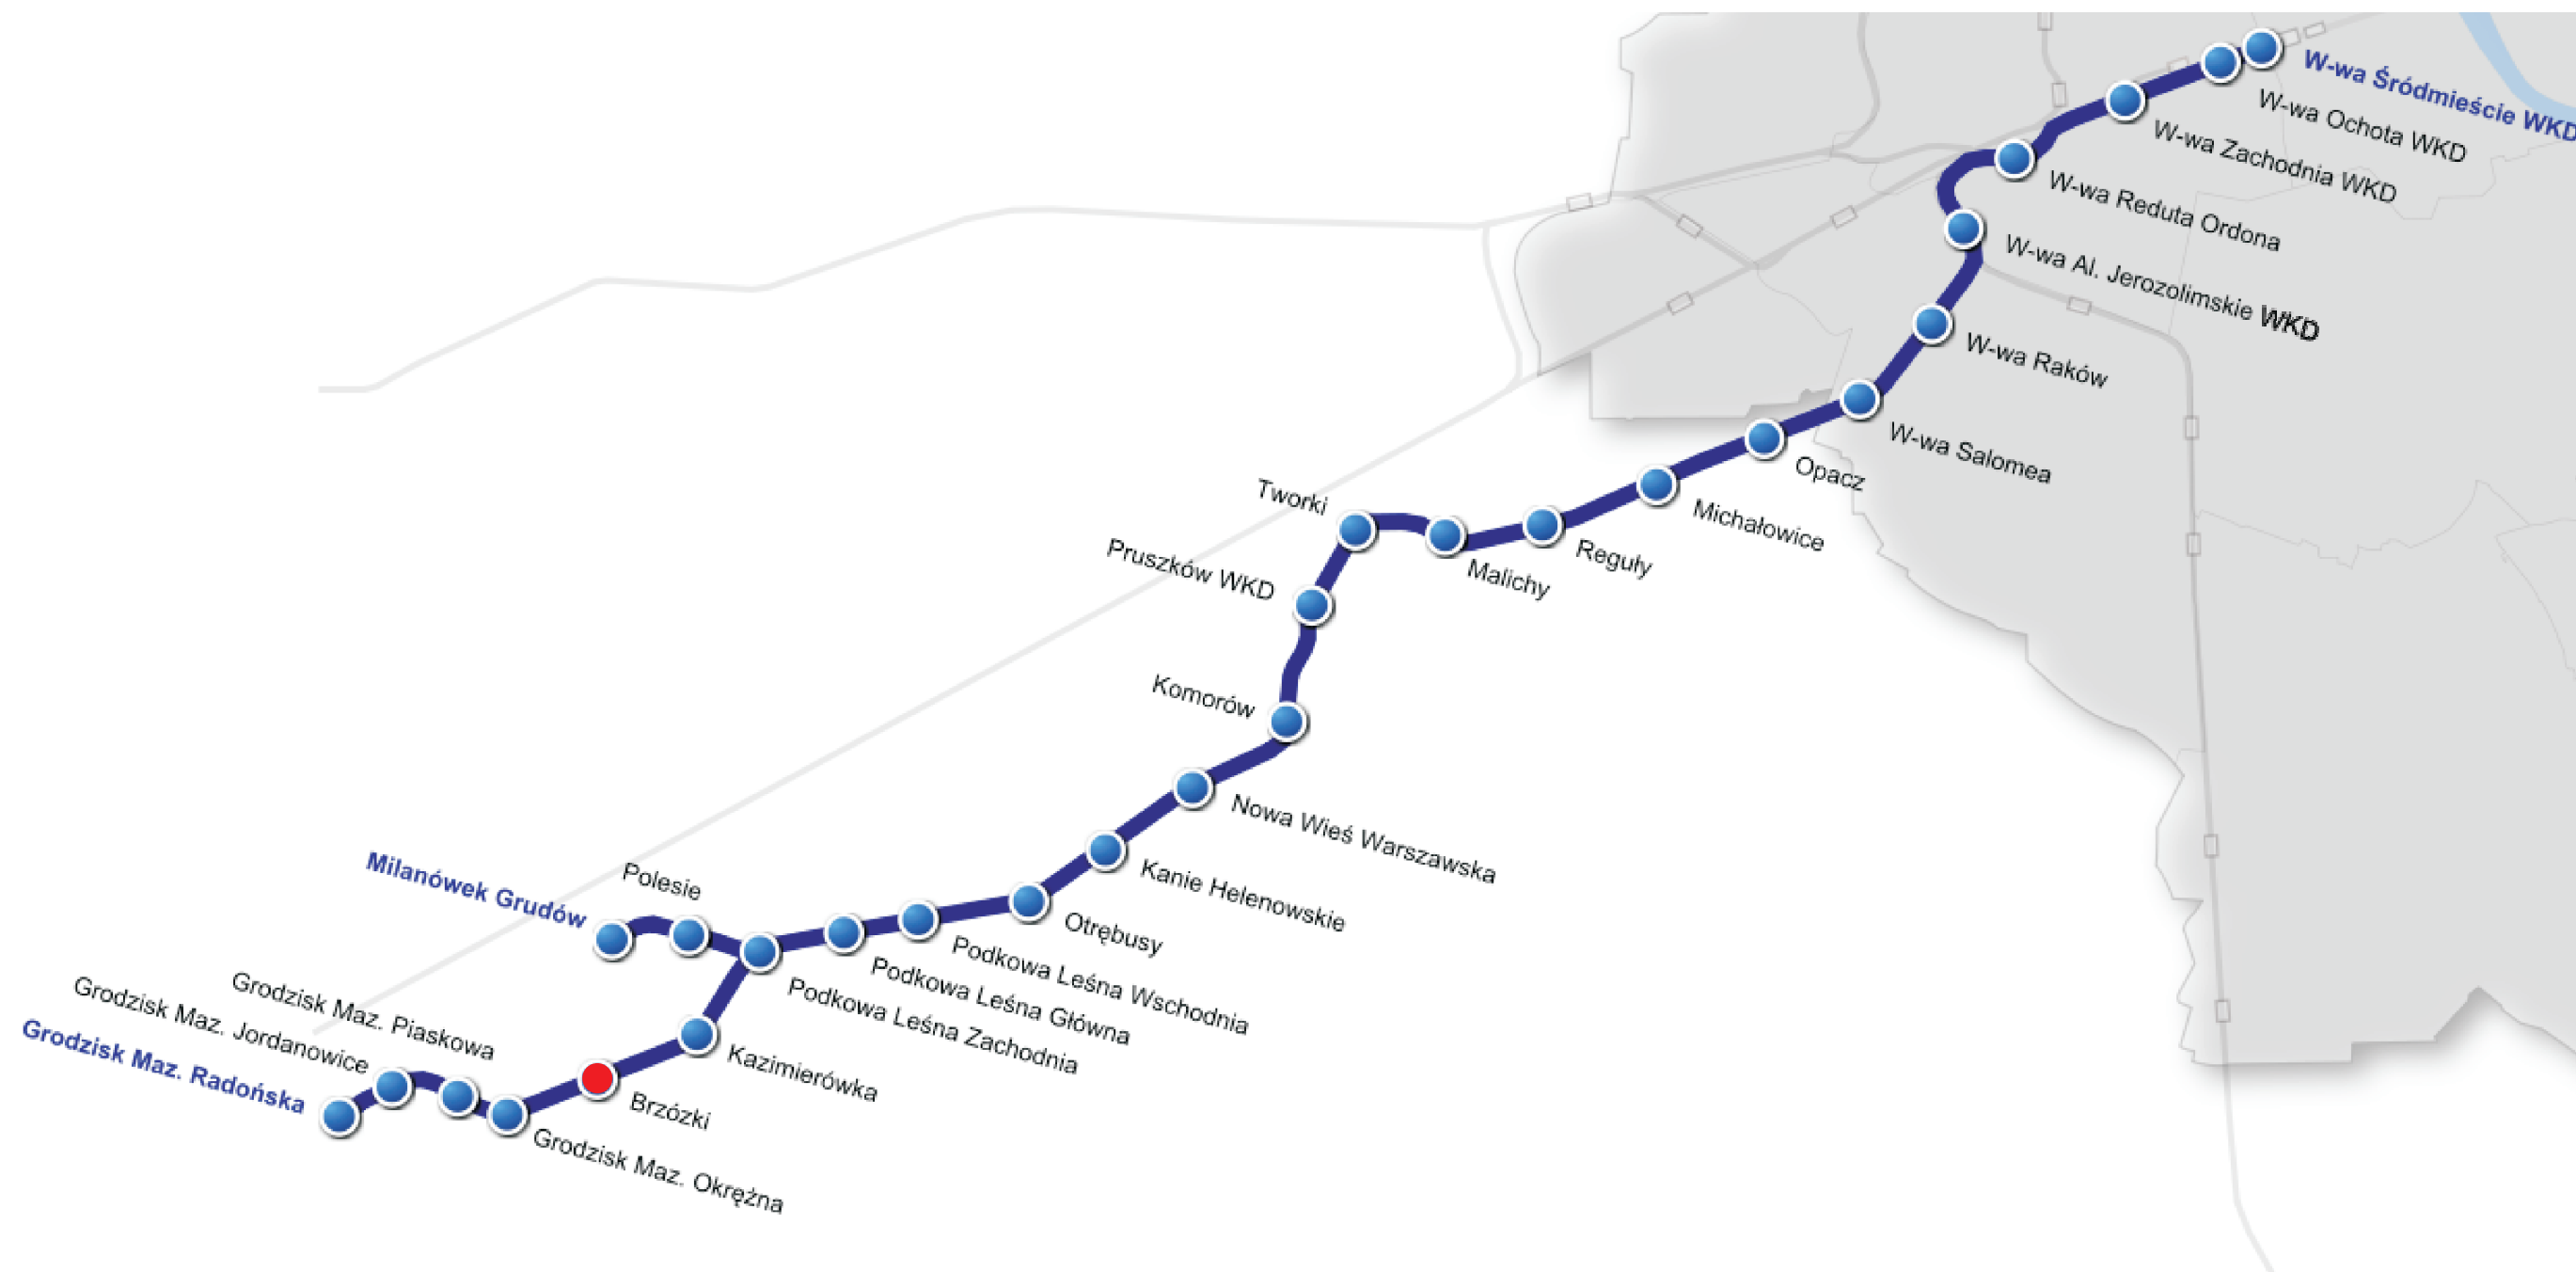 W-wa Śródmieście WKD
W-wa Ochota WKD
W-wa Zachodnia WKD
W-wa Reduta Ordona
W-wa Al. Jerozolimskie WKD
W-wa Raków
W-wa Salomea
Opacz
Michałowice
Reguły
Malichy
Tworki
Pruszków WKD
Komorów
Nowa Wieś Warszawska
Kanie Helenowskie
Otrębusy
Podkowa Leśna Wschodnia
Podkowa Leśna Główna
Podkowa Leśna Zachodnia
Polesie
Milanówek Grudów
Kazimierówka
Brzózki
Grodzisk Maz. Okrężna
Grodzisk Maz. Piaskowa
Grodzisk Maz. Jordanowice
Grodzisk Maz. Radońska